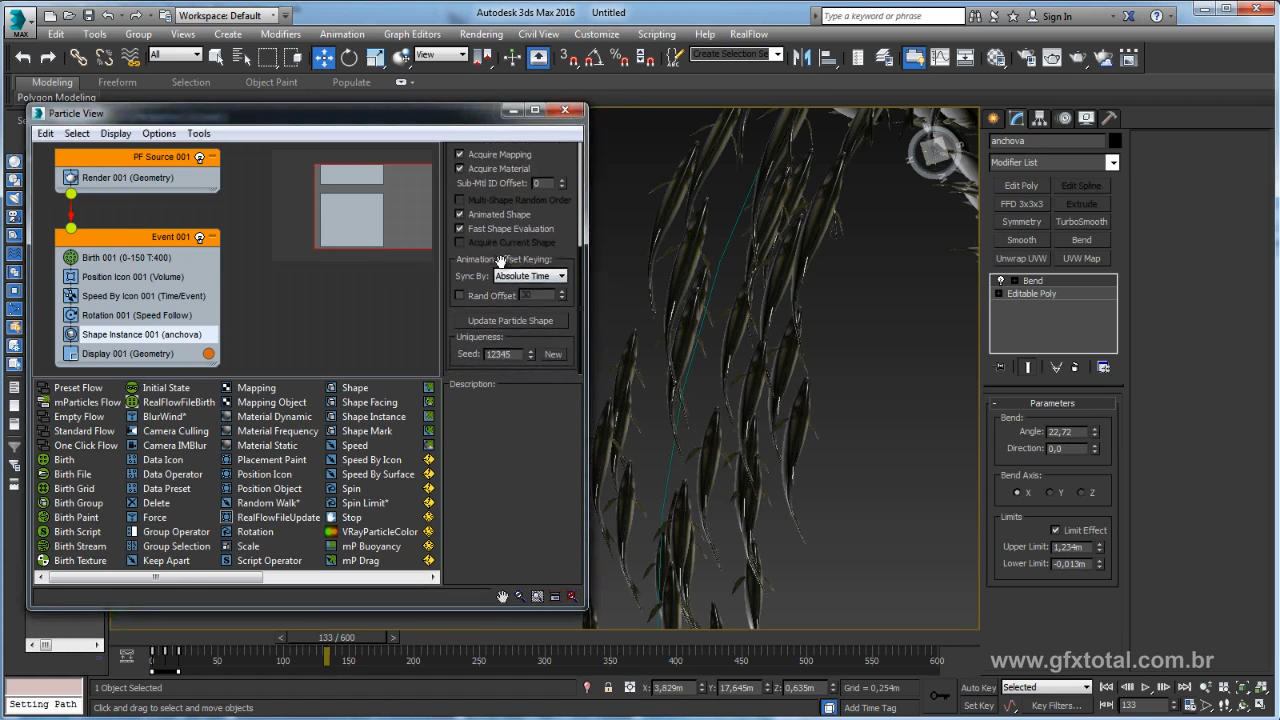 MAX
Workspace: Default
Autodesk 3ds Max 2016
Untitled
Type a keyword or phrase
Sign In
Edit Tools Group Views Create Modifiers Animation Graph Editors Rendering Civil View Customize Scripting Help RealFlow
All
View
Create Selection Se
Modeling Freeform Selection Object Paint Populate
Polygon Modeling
Particle View
Edit Select Display Options Tools
PF Source 001
Render 001 (Geometry)
Event 001
Birth 001 (0-150 T:400)
Position Icon 001 (Volume)
Speed By Icon 001 (Time/Event)
Rotation 001 (Speed Follow)
Shape Instance 001 (anchova)
Display 001 (Geometry)
Acquire Mapping
Acquire Material
Sub-Mtl ID Offset: 0
Multi-Shape Random Order
Animated Shape
Fast Shape Evaluation
Acquire Current Shape
Animation Offset Keying:
Sync By: Absolute Time
Rand Offset 30
Update Particle Shape
Uniqueness:
Seed: 12345 New
Description:
Preset Flow Initial State Mapping Shape
mParticles Flow RealFlowFileBirth Mapping Object Shape Facing
Empty Flow BlurWind* Material Dynamic Shape Instance
Standard Flow Camera Culling Material Frequency Shape Mark
One Click Flow Camera IMBlur Material Static Speed
Birth Data Icon Placement Paint Speed By Icon
Birth File Data Operator Position Icon Speed By Surface
Birth Grid Data Preset Position Object Spin
Birth Group Delete Random Walk* Spin Limit*
Birth Paint Force RealFlowFileUpdate Stop
Birth Script Group Operator Rotation VRayParticleColor
Birth Stream Group Selection Scale mP Buoyancy
Birth Texture Keep Apart Script Operator mP Drag
anchova
Modifier List
Edit Poly Edit Spline
FFD 3x3x3 Extrude
Symmetry TurboSmooth
Smooth Bend
Unwrap UVW UVW Map
Bend
Editable Poly
Parameters
Bend:
Angle: 22,72
Direction: 0,0
Bend Axis:
X Y Z
Limits
Limit Effect
Upper Limit: 1,234m
Lower Limit: -0,013m
133 / 600
0 50 100 150 200 250 300 350 400 450 500 550 600
www.gfxtotal.com.br
1 Object Selected
X: 3,829m Y: 17,645m Z: 0,635m Grid = 0,254m
Auto Key Selected
Setting Path
Click and drag to select and move objects
Add Time Tag
Set Key Key Filters... 133